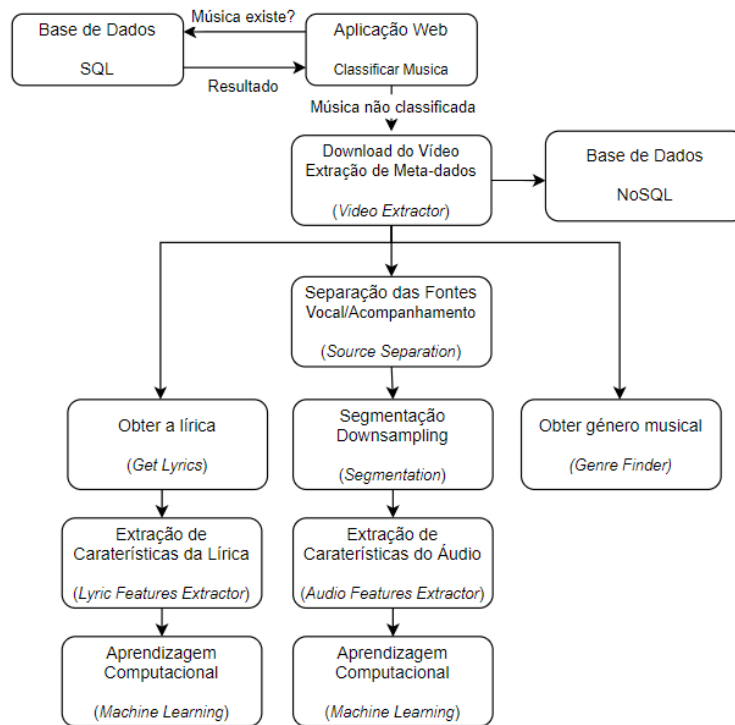 Música existe?
Base de Dados
SQL
Aplicação Web
Classificar Musica
Resultado
Música não classificada
Download do Vídeo
Extração de Meta-dados
(Video Extractor)
Base de Dados
NoSQL
Separação das Fontes
Vocal/Acompanhamento
(Source Separation)
Obter a lírica
(Get Lyrics)
Segmentação
Downsampling
(Segmentation)
Obter género musical
(Genre Finder)
Extração de
Caraterísticas da Lírica
(Lyric Features Extractor)
Extração de
Caraterísticas do Áudio
(Audio Features Extractor)
Aprendizagem
Computacional
(Machine Learning)
Aprendizagem
Computacional
(Machine Learning)